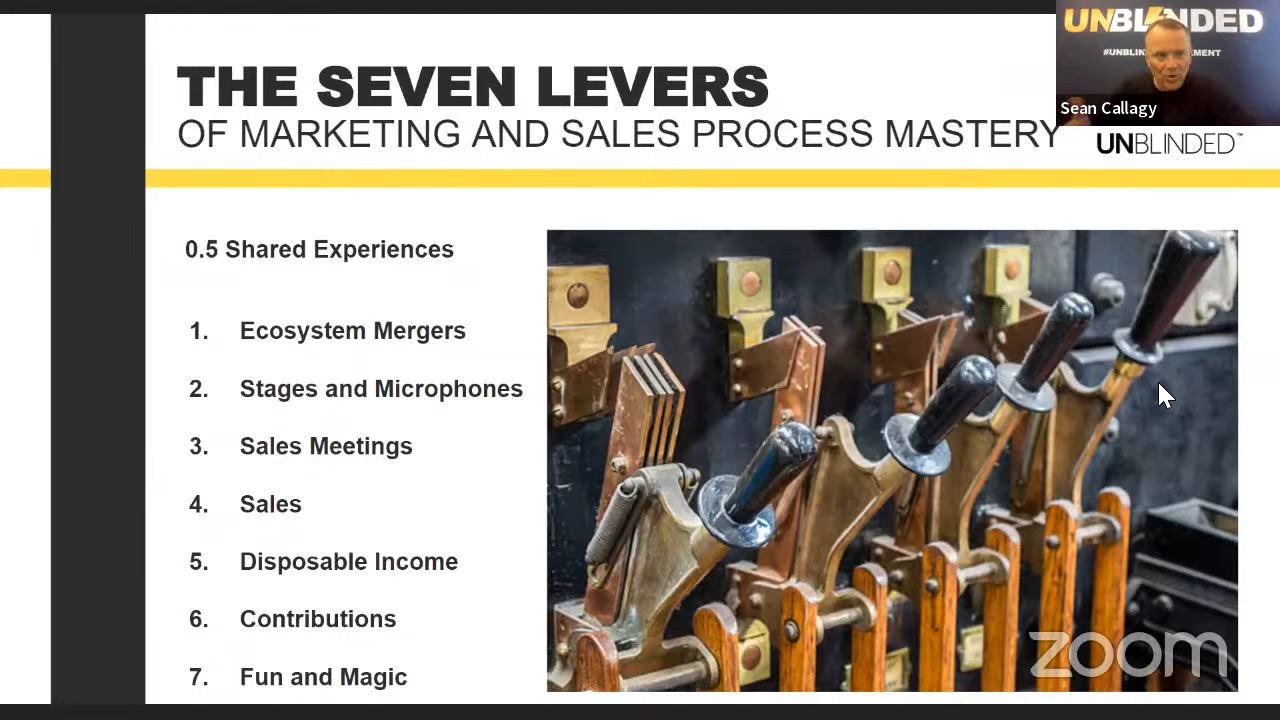 THE SEVEN LEVERS
OF MARKETING AND SALES PROCESS MASTERY
UNBLINDED
Sean Callagy
UNBLINDED™
0.5 Shared Experiences
1. Ecosystem Mergers
2. Stages and Microphones
3. Sales Meetings
4. Sales
5. Disposable Income
6. Contributions
7. Fun and Magic
zoom